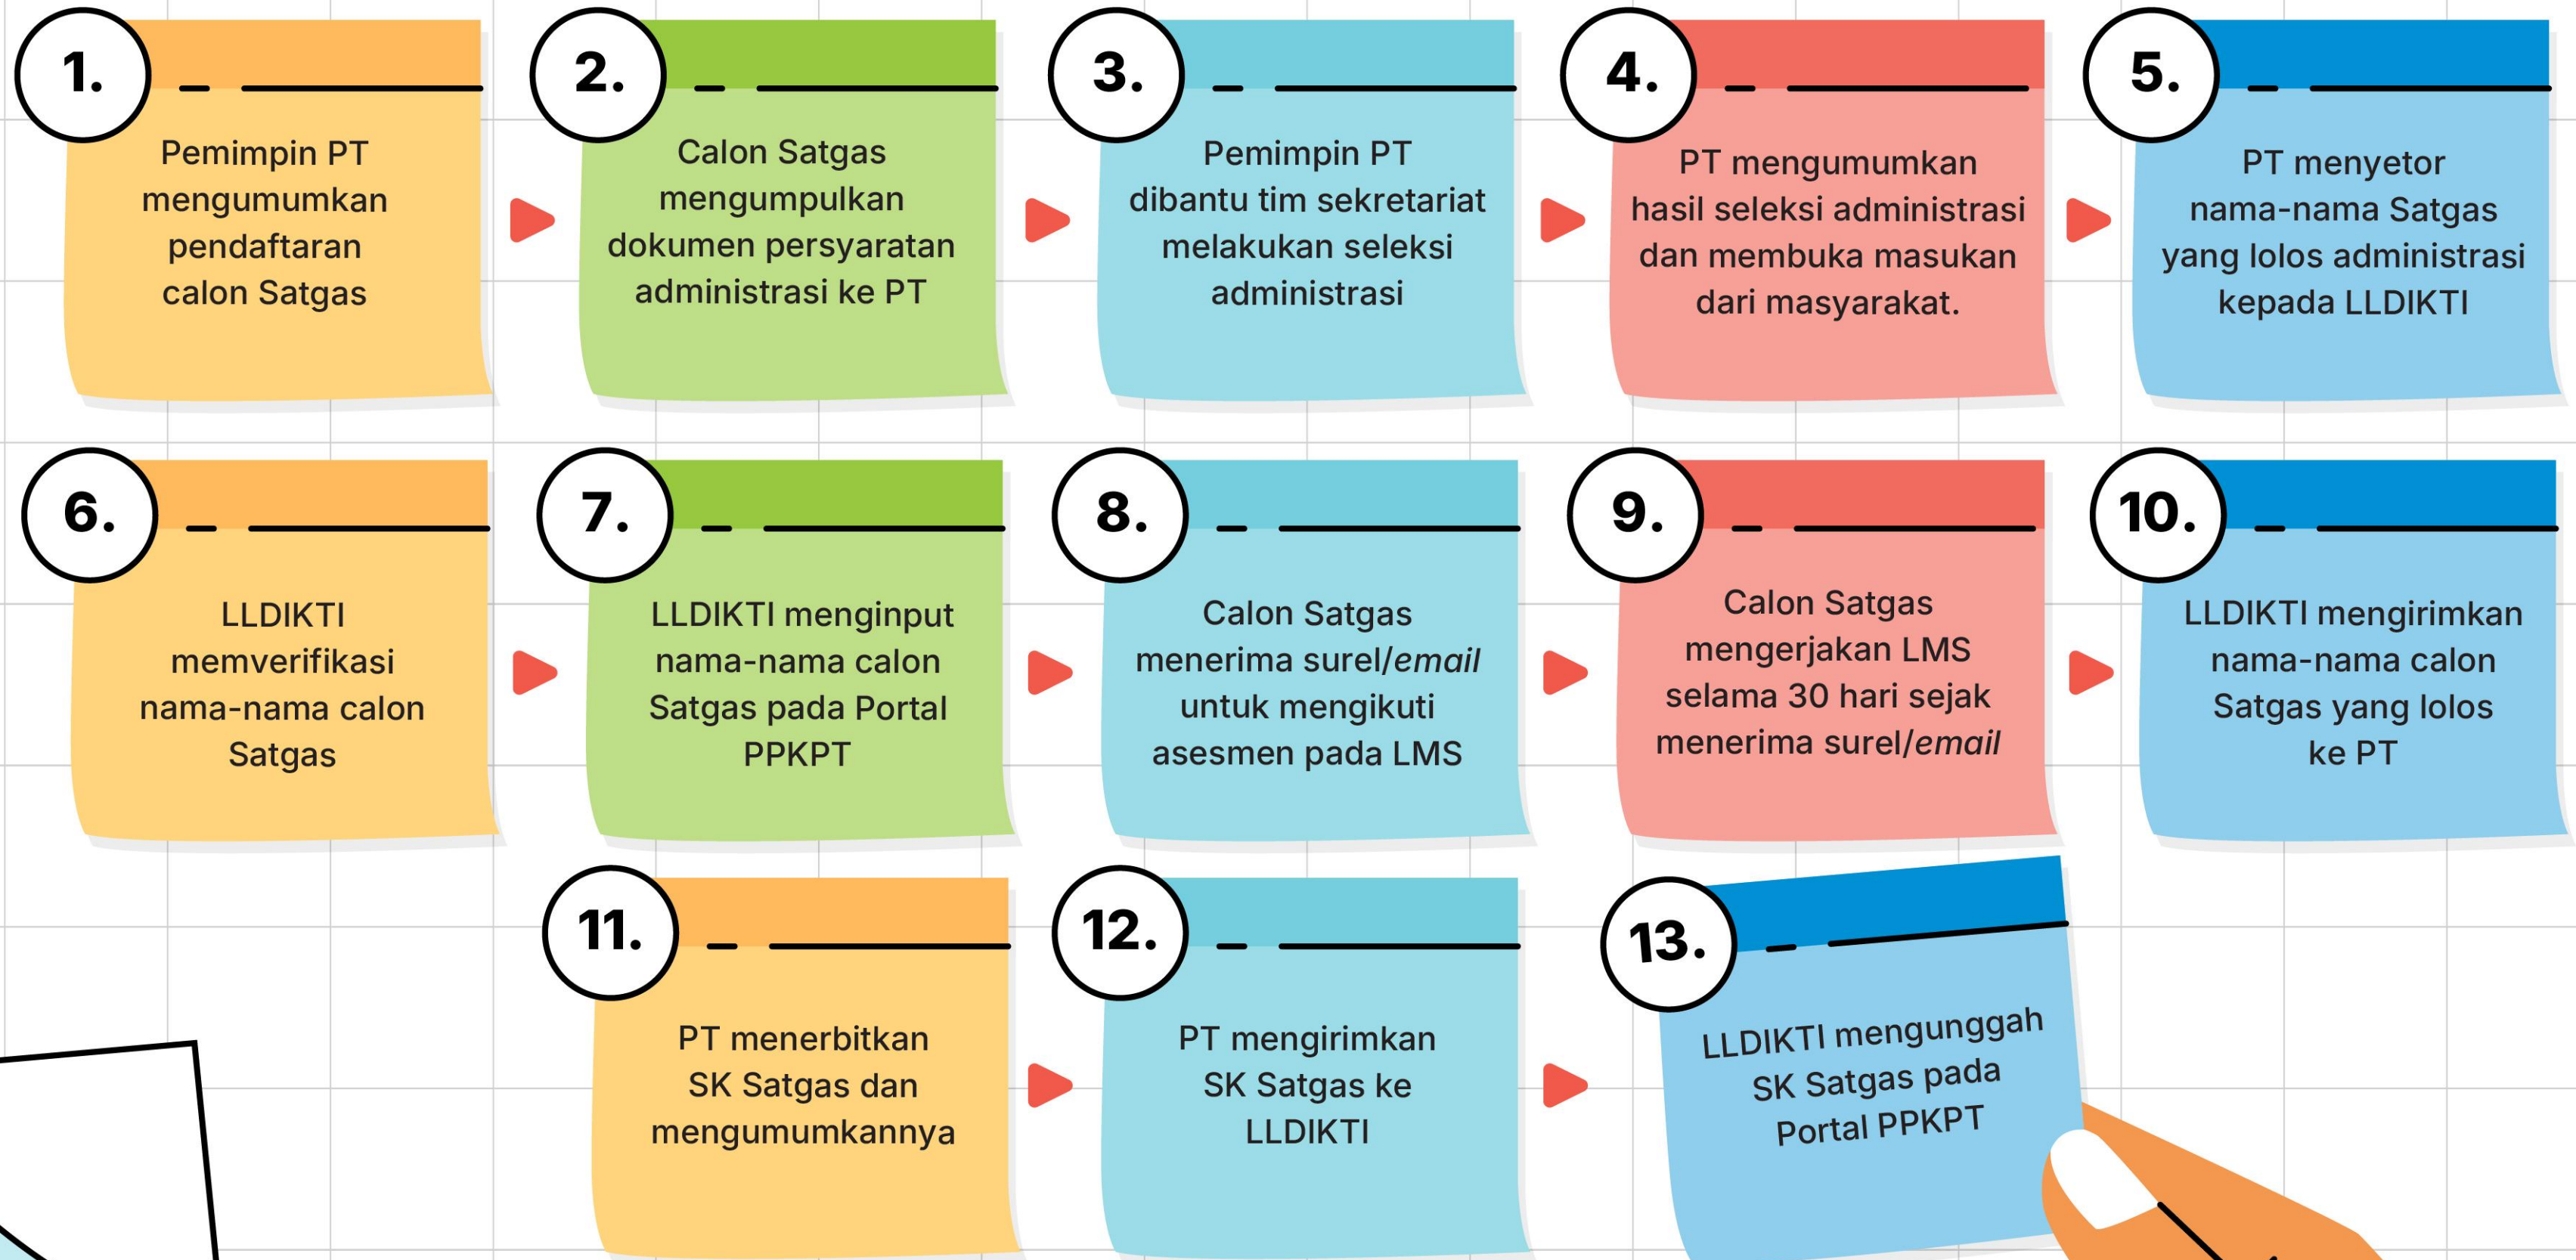 1.
Pemimpin PT
mengumumkan
pendaftaran
calon Satgas
2.
Calon Satgas
mengumpulkan
dokumen persyaratan
administrasi ke PT
3.
Pemimpin PT
dibantu tim sekretariat
melakukan seleksi
administrasi
4.
PT mengumumkan
hasil seleksi administrasi
dan membuka masukan
dari masyarakat.
5.
PT menyetor
nama-nama Satgas
yang lolos administrasi
kepada LLDIKTI
6.
LLDIKTI
memverifikasi
nama-nama calon
Satgas
7.
LLDIKTI menginput
nama-nama calon
Satgas pada Portal
PPKPT
8.
Calon Satgas
menerima surel/email
untuk mengikuti
asesmen pada LMS
9.
Calon Satgas
mengerjakan LMS
selama 30 hari sejak
menerima surel/email
10.
LLDIKTI mengirimkan
nama-nama calon
Satgas yang lolos
ke PT
11.
PT menerbitkan
SK Satgas dan
mengumumkannya
12.
PT mengirimkan
SK Satgas ke
LLDIKTI
13.
LLDIKTI mengunggah
SK Satgas pada
Portal PPKPT